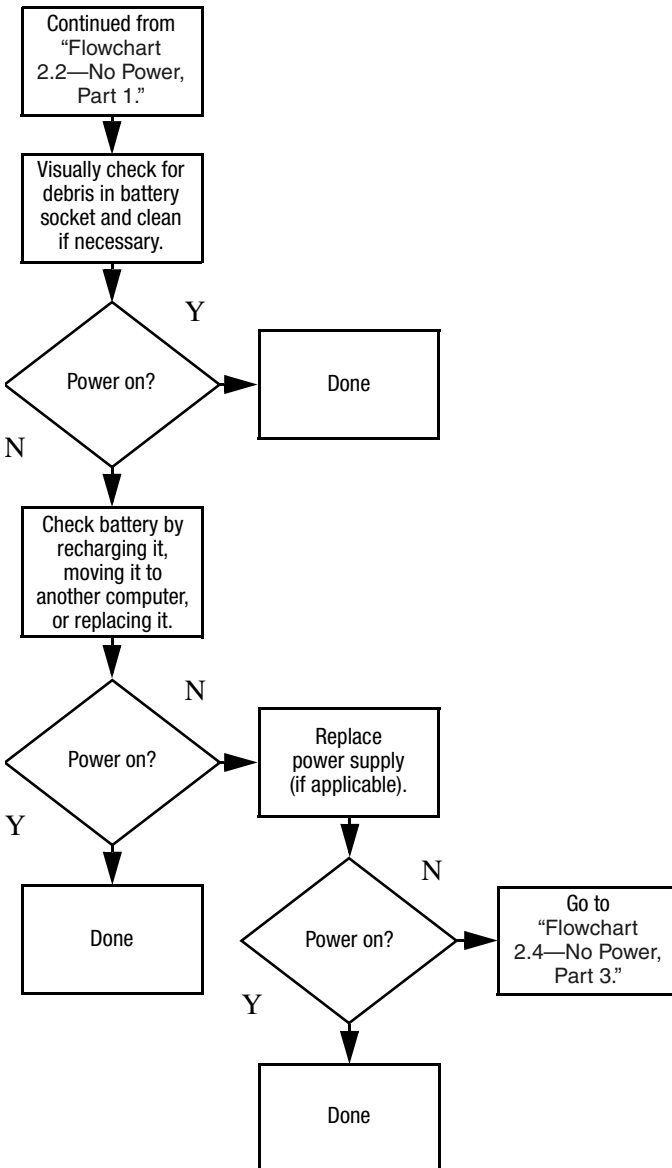 Continued from
“Flowchart
2.2—No Power,
Part 1.”
Visually check for
debris in battery
socket and clean
if necessary.
Y
Power on?
Done
N
Check battery by
recharging it,
moving it to
another computer,
or replacing it.
N
Power on?
Replace
power supply
(if applicable).
Y
Done
N
Power on?
Go to
“Flowchart
2.4—No Power,
Part 3.”
Y
Done